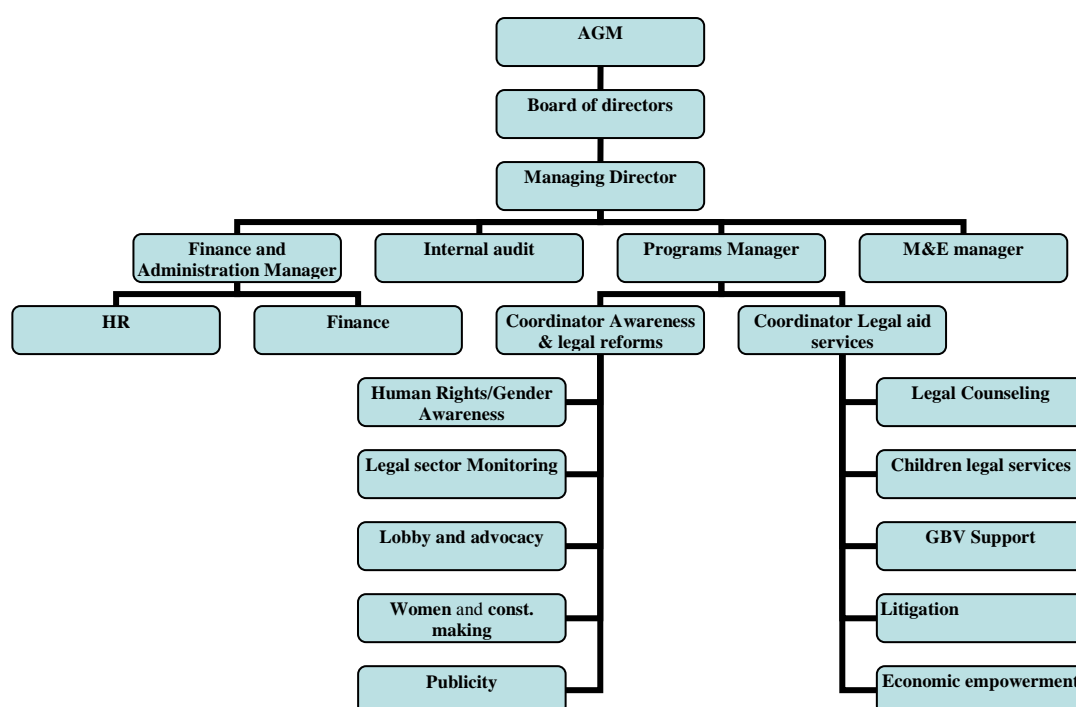 AGM
Board of directors
Managing Director
Finance and
Administration Manager
Internal audit
Programs Manager
M&E manager
HR
Finance
Coordinator Awareness
& legal reforms
Coordinator Legal aid
services
Human Rights/Gender
Awareness
Legal Counseling
Legal sector Monitoring
Children legal services
Lobby and advocacy
GBV Support
Women and const.
making
Litigation
Publicity
Economic empowerment